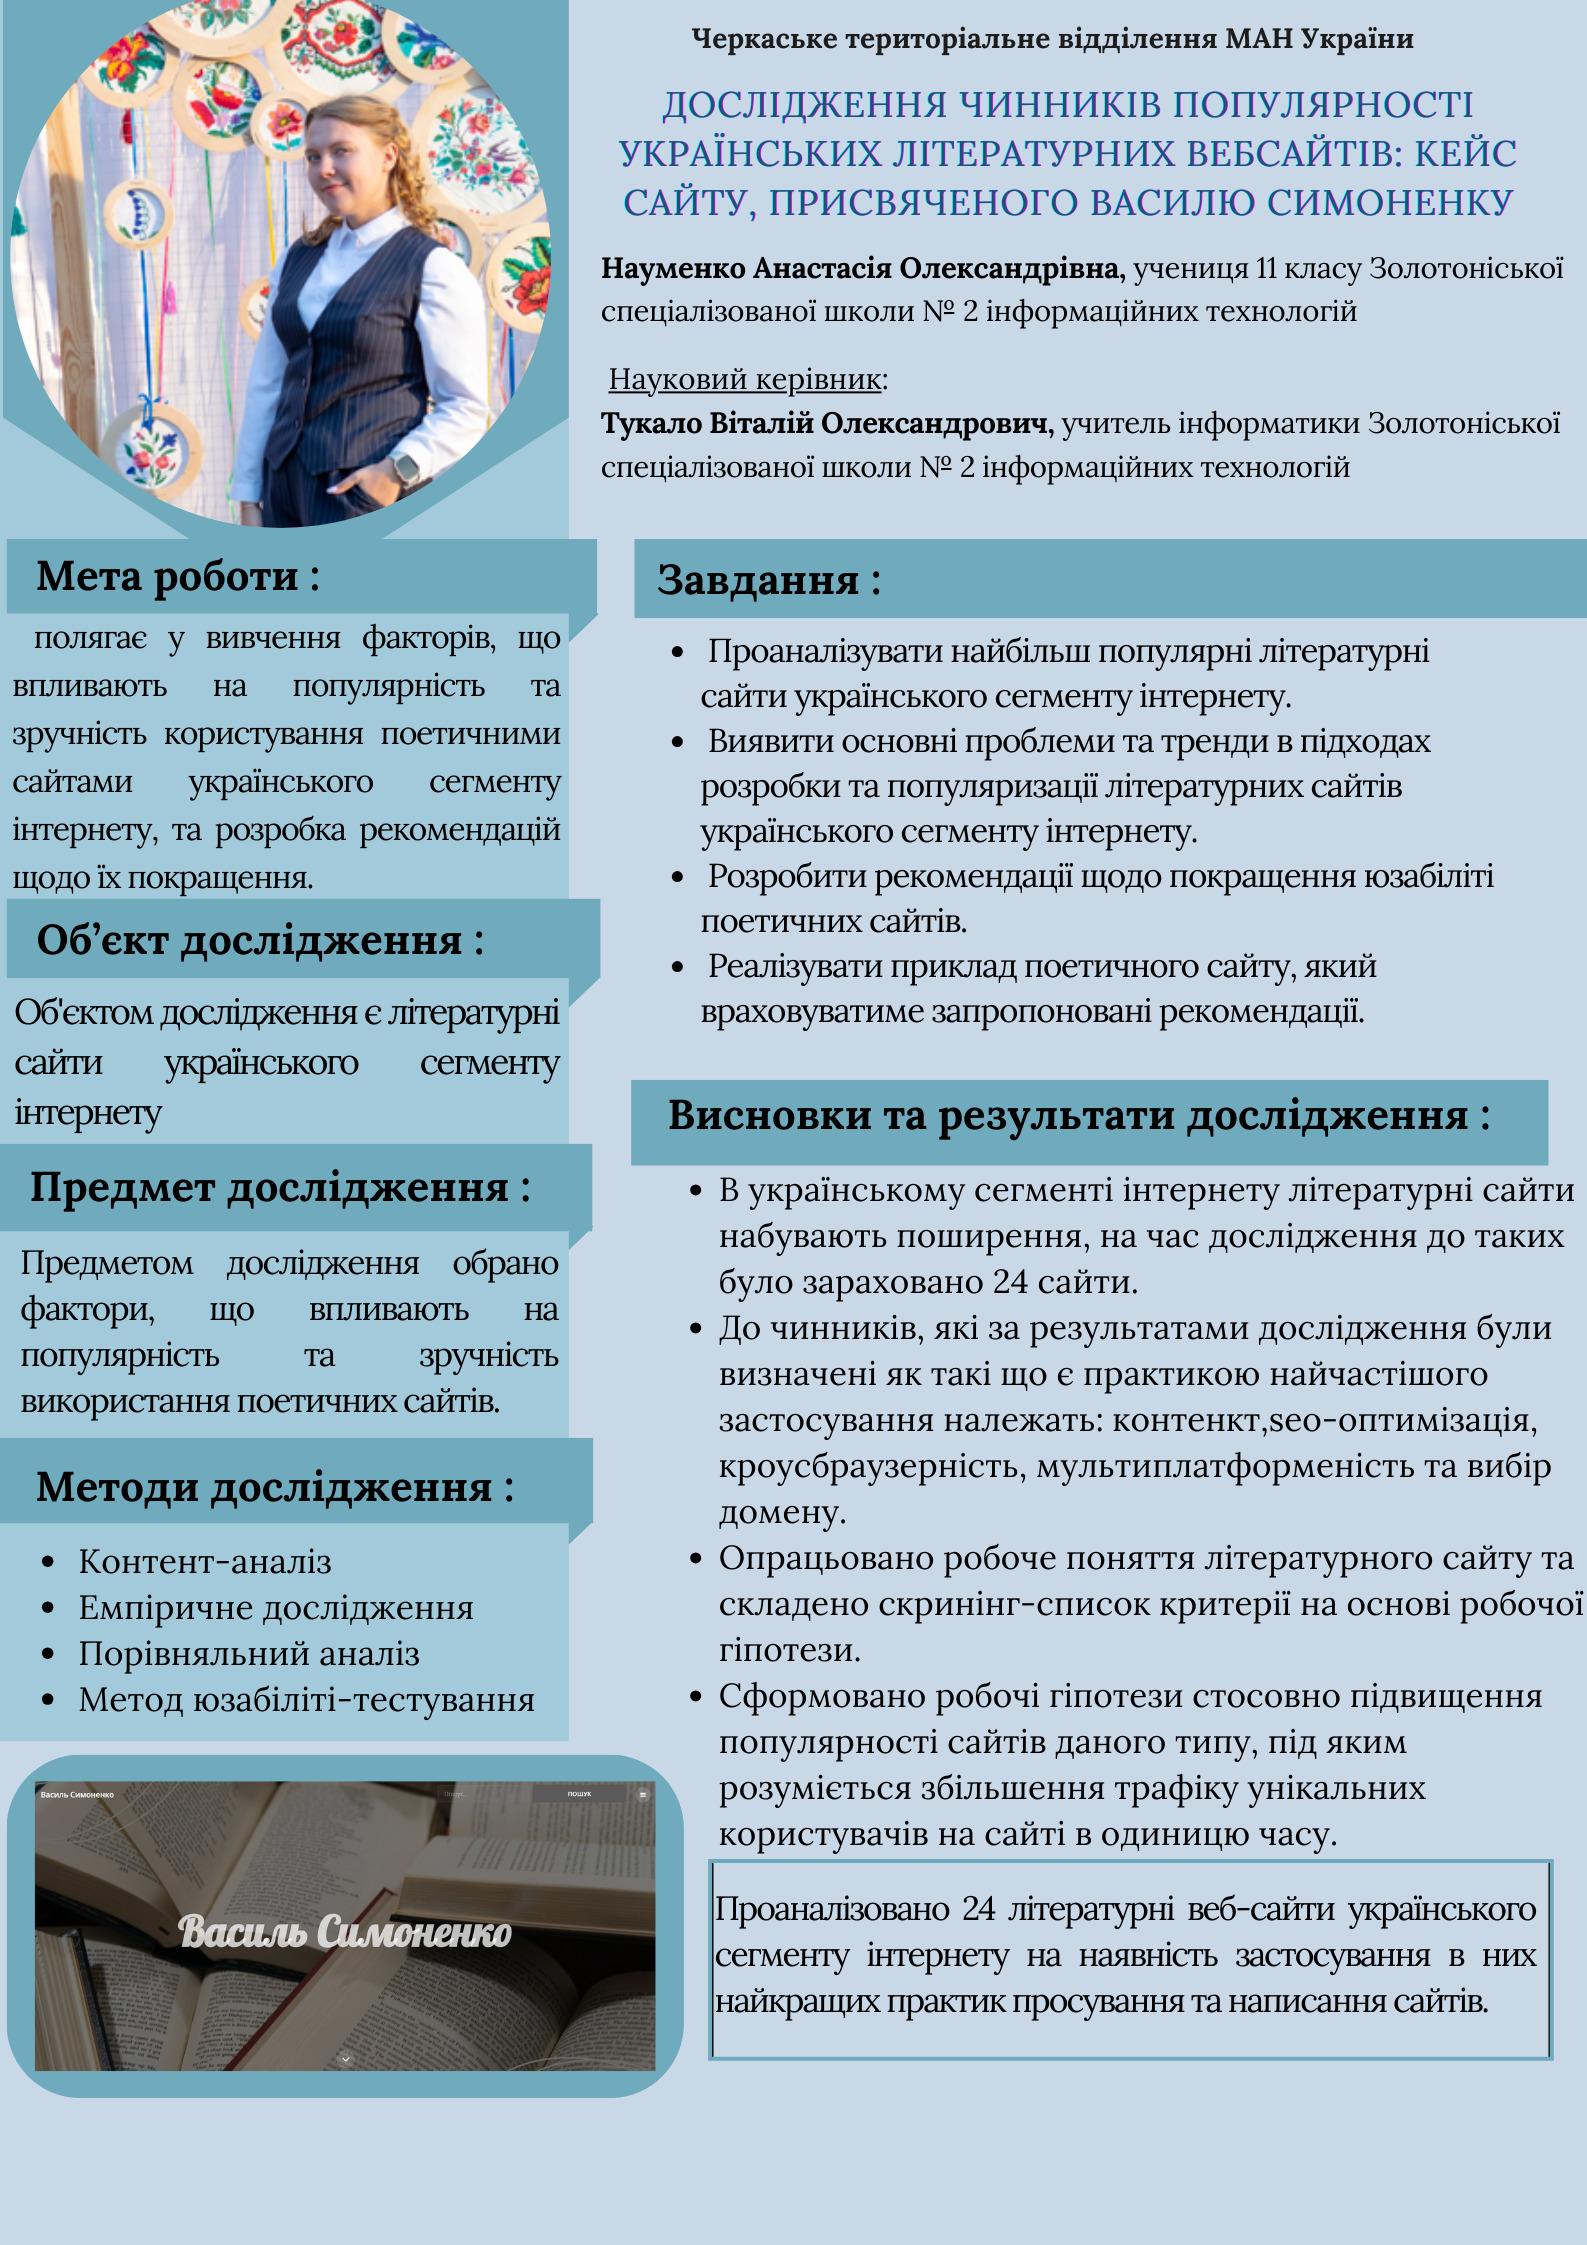 Черкаське територіальне відділення МАН України
ДОСЛІДЖЕННЯ ЧИННИКІВ ПОПУЛЯРНОСТІ
УКРАЇНСЬКИХ ЛІТЕРАТУРНИХ ВЕБСАЙТІВ: КЕЙС
САЙТУ, ПРИСВЯЧЕНОГО ВАСИЛЮ СИМОНЕНКУ
Науменко Анастасія Олександрівна, учениця 11 класу Золотоніської
спеціалізованої школи № 2 інформаційних технологій
Науковий керівник:
Тукало Віталій Олександрович, учитель інформатики Золотоніської
спеціалізованої школи № 2 інформаційних технологій
Мета роботи :
полягає у вивчення факторів, що
впливають на популярність та
зручність користування поетичними
сайтами українського сегменту
інтернету, та розробка рекомендацій
щодо їх покращення.
Об’єкт дослідження :
Об'єктом дослідження є літературні
сайти українського сегменту
інтернету
Предмет дослідження :
Предметом дослідження обрано
фактори, що впливають на
популярність та зручність
використання поетичних сайтів.
Методи дослідження :
• Контент-аналіз
• Емпіричне дослідження
• Порівняльний аналіз
• Метод юзабіліті-тестування
Василь Симоненко
Пошук...
ПОШУК
Василь Симоненко
Завдання :
• Проаналізувати найбільш популярні літературні
сайти українського сегменту інтернету.
• Виявити основні проблеми та тренди в підходах
розробки та популяризації літературних сайтів
українського сегменту інтернету.
• Розробити рекомендації щодо покращення юзабіліті
поетичних сайтів.
• Реалізувати приклад поетичного сайту, який
враховуватиме запропоновані рекомендації.
Висновки та результати дослідження :
• В українському сегменті інтернету літературні сайти
набувають поширення, на час дослідження до таких
було зараховано 24 сайти.
• До чинників, які за результатами дослідження були
визначені як такі що є практикою найчастішого
застосування належать: контенкт,seo-оптимізація,
кроусбраузерність, мультиплатформеність та вибір
домену.
• Опрацьовано робоче поняття літературного сайту та
складено скринінг-список критерії на основі робочої
гіпотези.
• Сформовано робочі гіпотези стосовно підвищення
популярності сайтів даного типу, під яким
розуміється збільшення трафіку унікальних
користувачів на сайті в одиницю часу.
Проаналізовано 24 літературні веб-сайти українського
сегменту інтернету на наявність застосування в них
найкращих практик просування та написання сайтів.